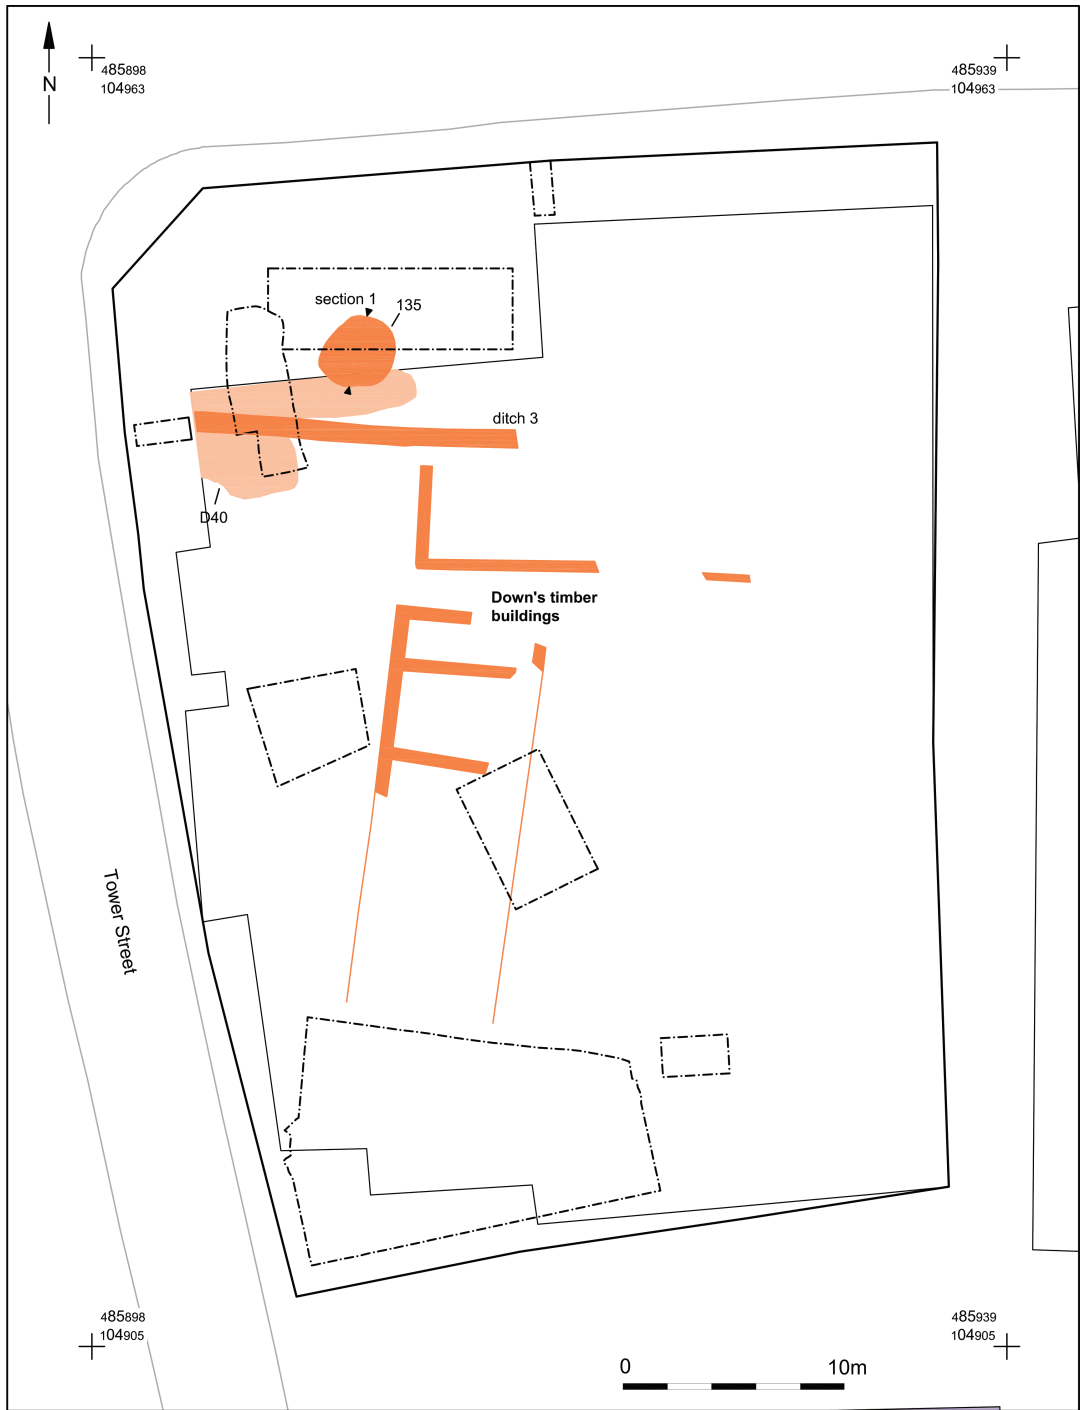 485898
104963
485939
104963
N
section 1
135
ditch 3
D40
Down's timber
buildings
Tower Street
485898
104905
485939
104905
0
10m